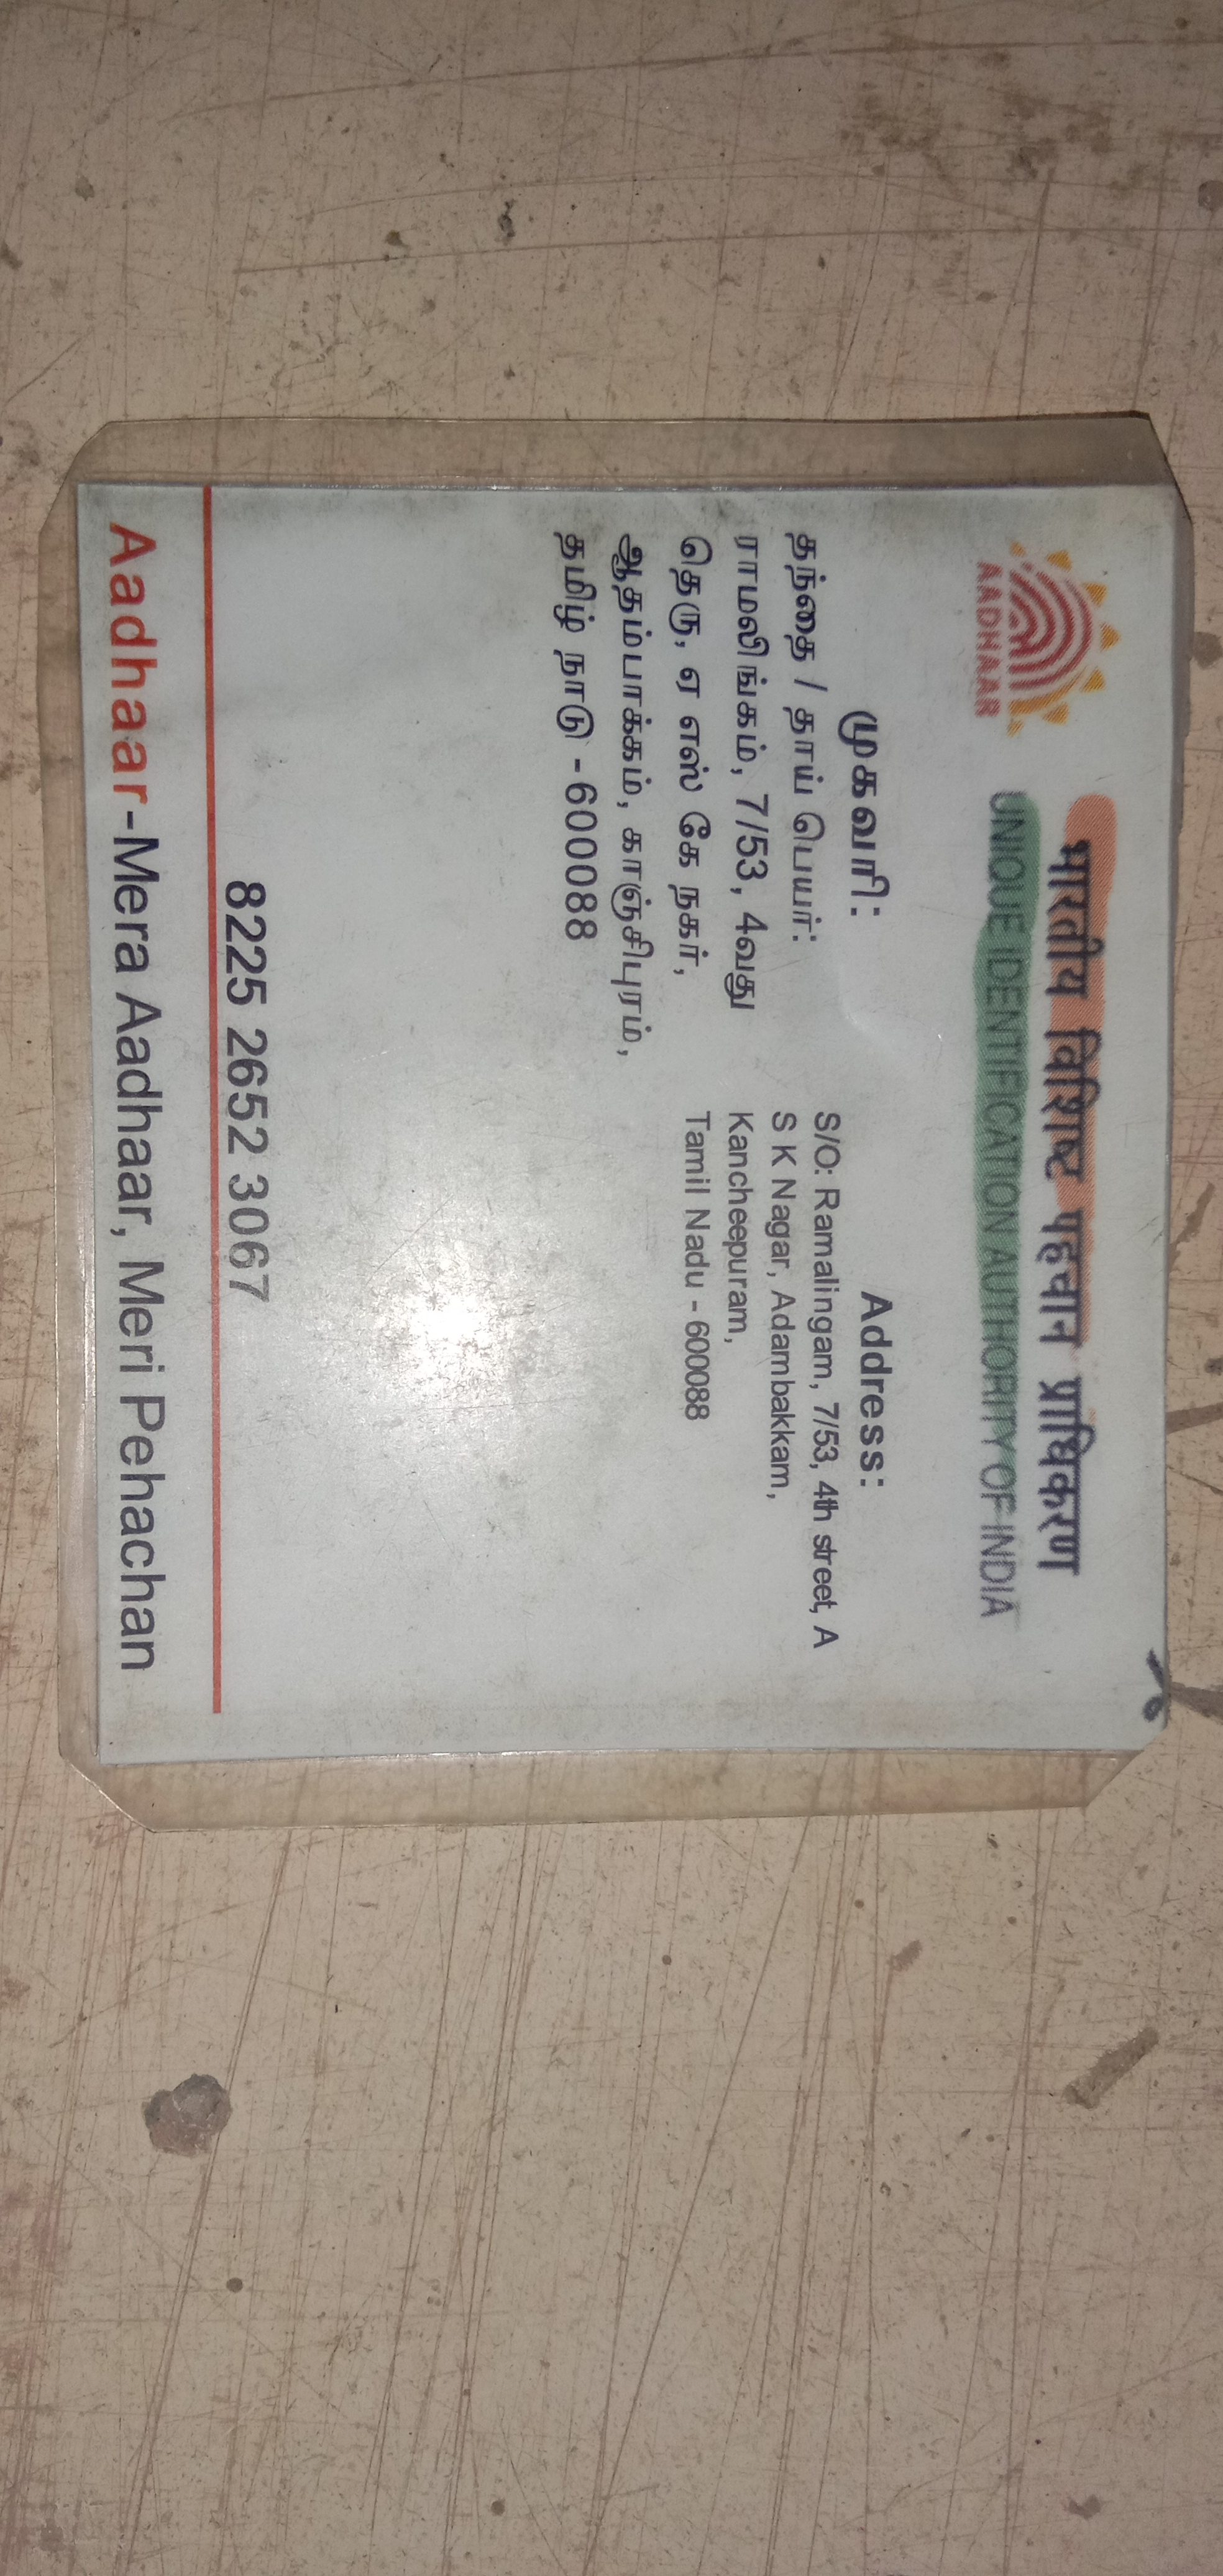 AADHAAR
भारतीय विशिष्ट पहचान प्राधिकरण
UNIQUE IDENTIFICATION AUTHORITY OF INDIA
முகவரி:
தந்தை / தாய் பெயர்:
ராமலிங்கம், 7/53, 4வது
தெரு, ஏ எஸ் கே நகர்,
ஆதம்பாக்கம், காஞ்சிபுரம்,
தமிழ் நாடு - 600088
Address:
S/O: Ramalingam, 7/53, 4th street, A
S K Nagar, Adambakkam,
Kancheepuram,
Tamil Nadu - 600088
8225 2652 3067
Aadhaar-Mera Aadhaar, Meri Pehachan